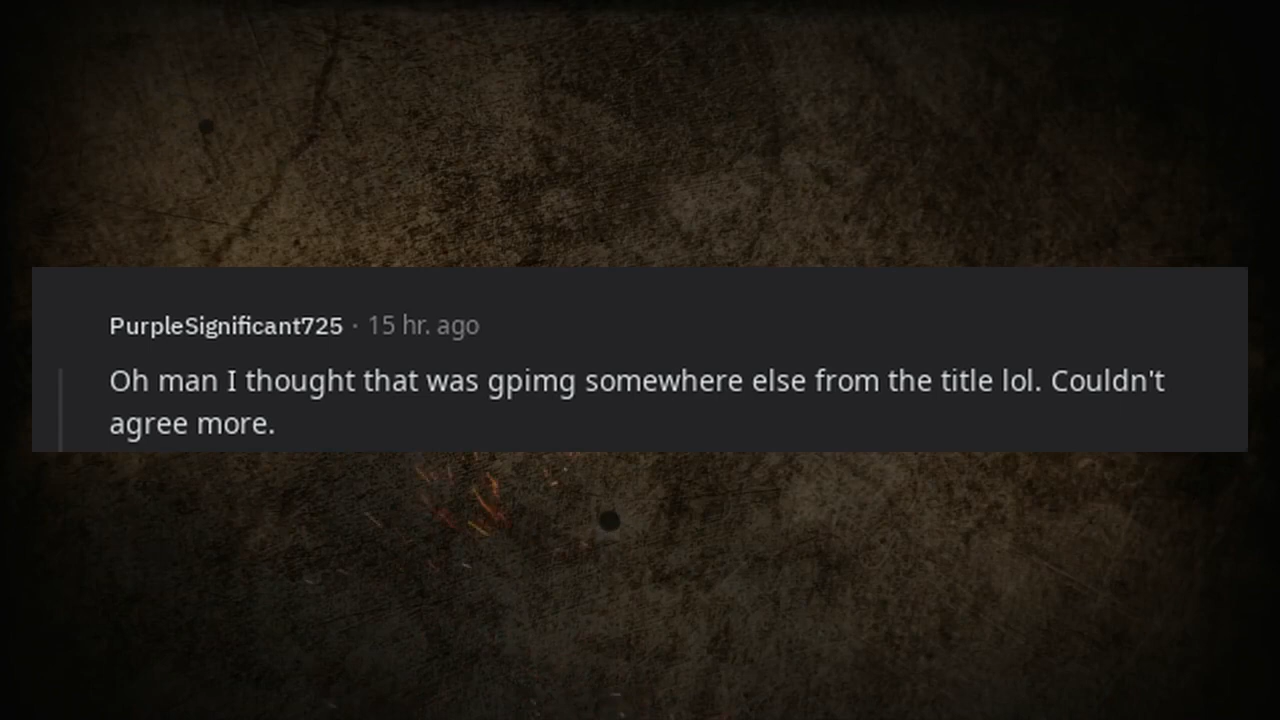 PurpleSignificant725 · 15 hr. ago
Oh man I thought that was gpimg somewhere else from the title lol. Couldn't
agree more.